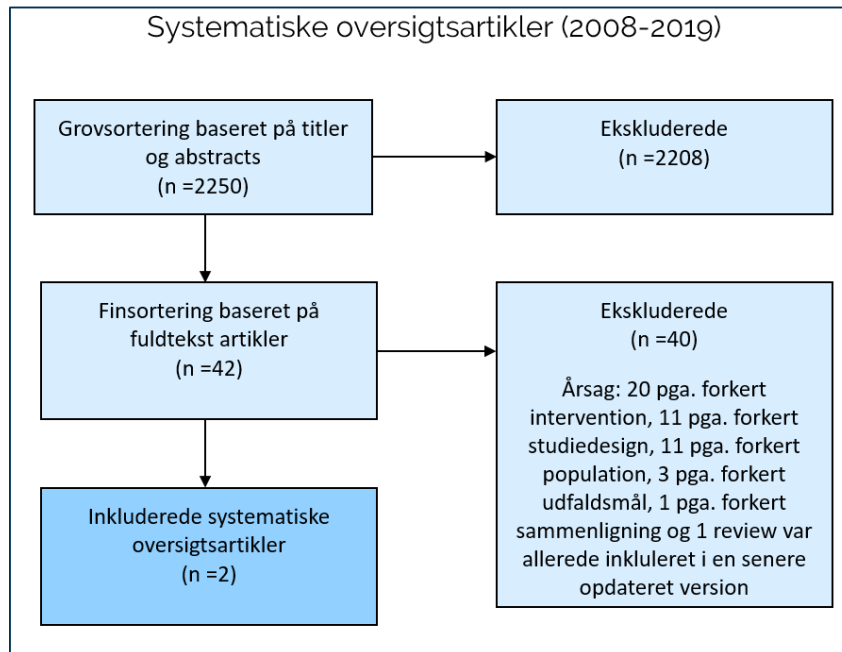 Systematiske oversigtsartikler (2008-2019)
Grovsortering baseret på titler
og abstracts
(n =2250)
Ekskluderede
(n =2208)
Finsortering baseret på
fuldtekst artikler
(n =42)
Ekskluderede
(n =40)
Årsag: 20 pga. forkert
intervention, 11 pga. forkert
studiedesign, 11 pga. forkert
population, 3 pga. forkert
udfaldsmål, 1 pga. forkert
sammenligning og 1 review var
allerede inkluleret i en senere
opdateret version
Inkluderede systematiske
oversigtsartikler
(n =2)